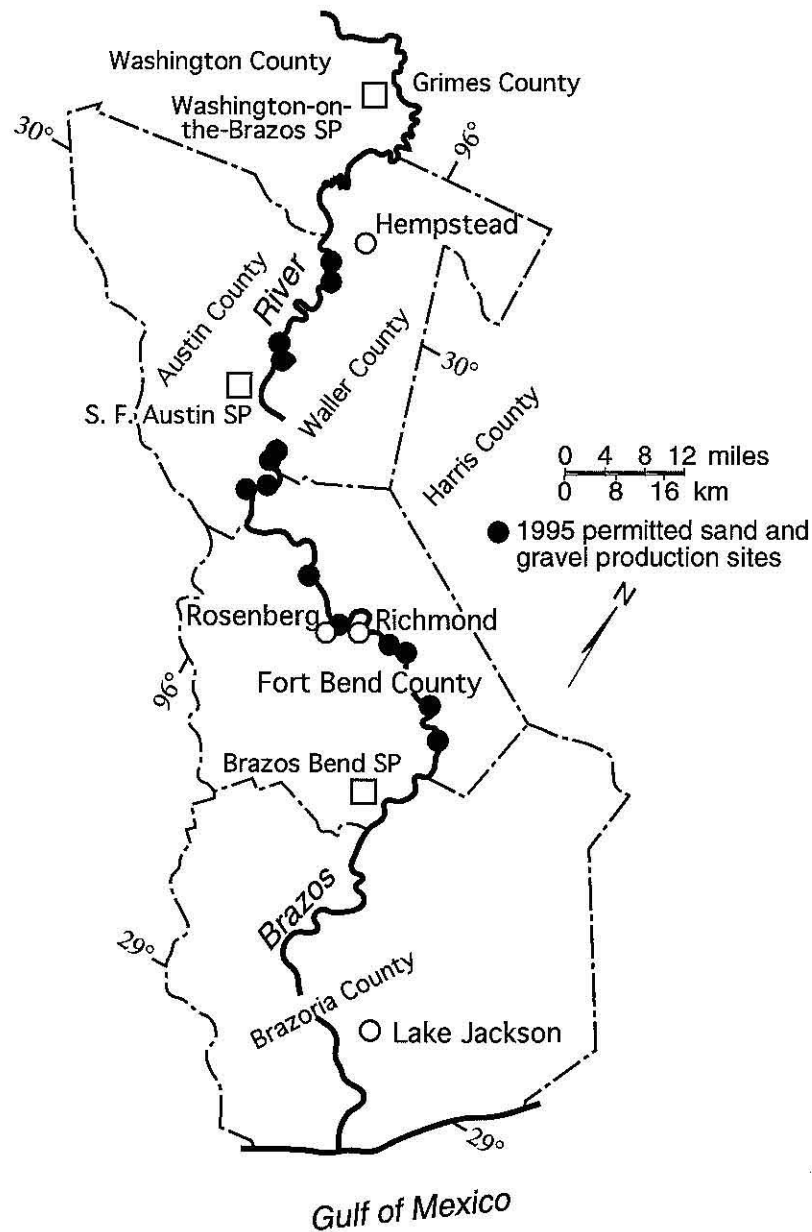 Washington County
Grimes County
Washington-on-
the-Brazos SP
30°
96°
Hempstead
River
Austin County
30°
Waller County
S. F. Austin SP
Harris County
0 4 8 12 miles
0 8 16 km
1995 permitted sand and
gravel production sites
N
Rosenberg
Richmond
Fort Bend County
96°
Brazos Bend SP
Brazos
29°
Brazoria County
Lake Jackson
29°
Gulf of Mexico